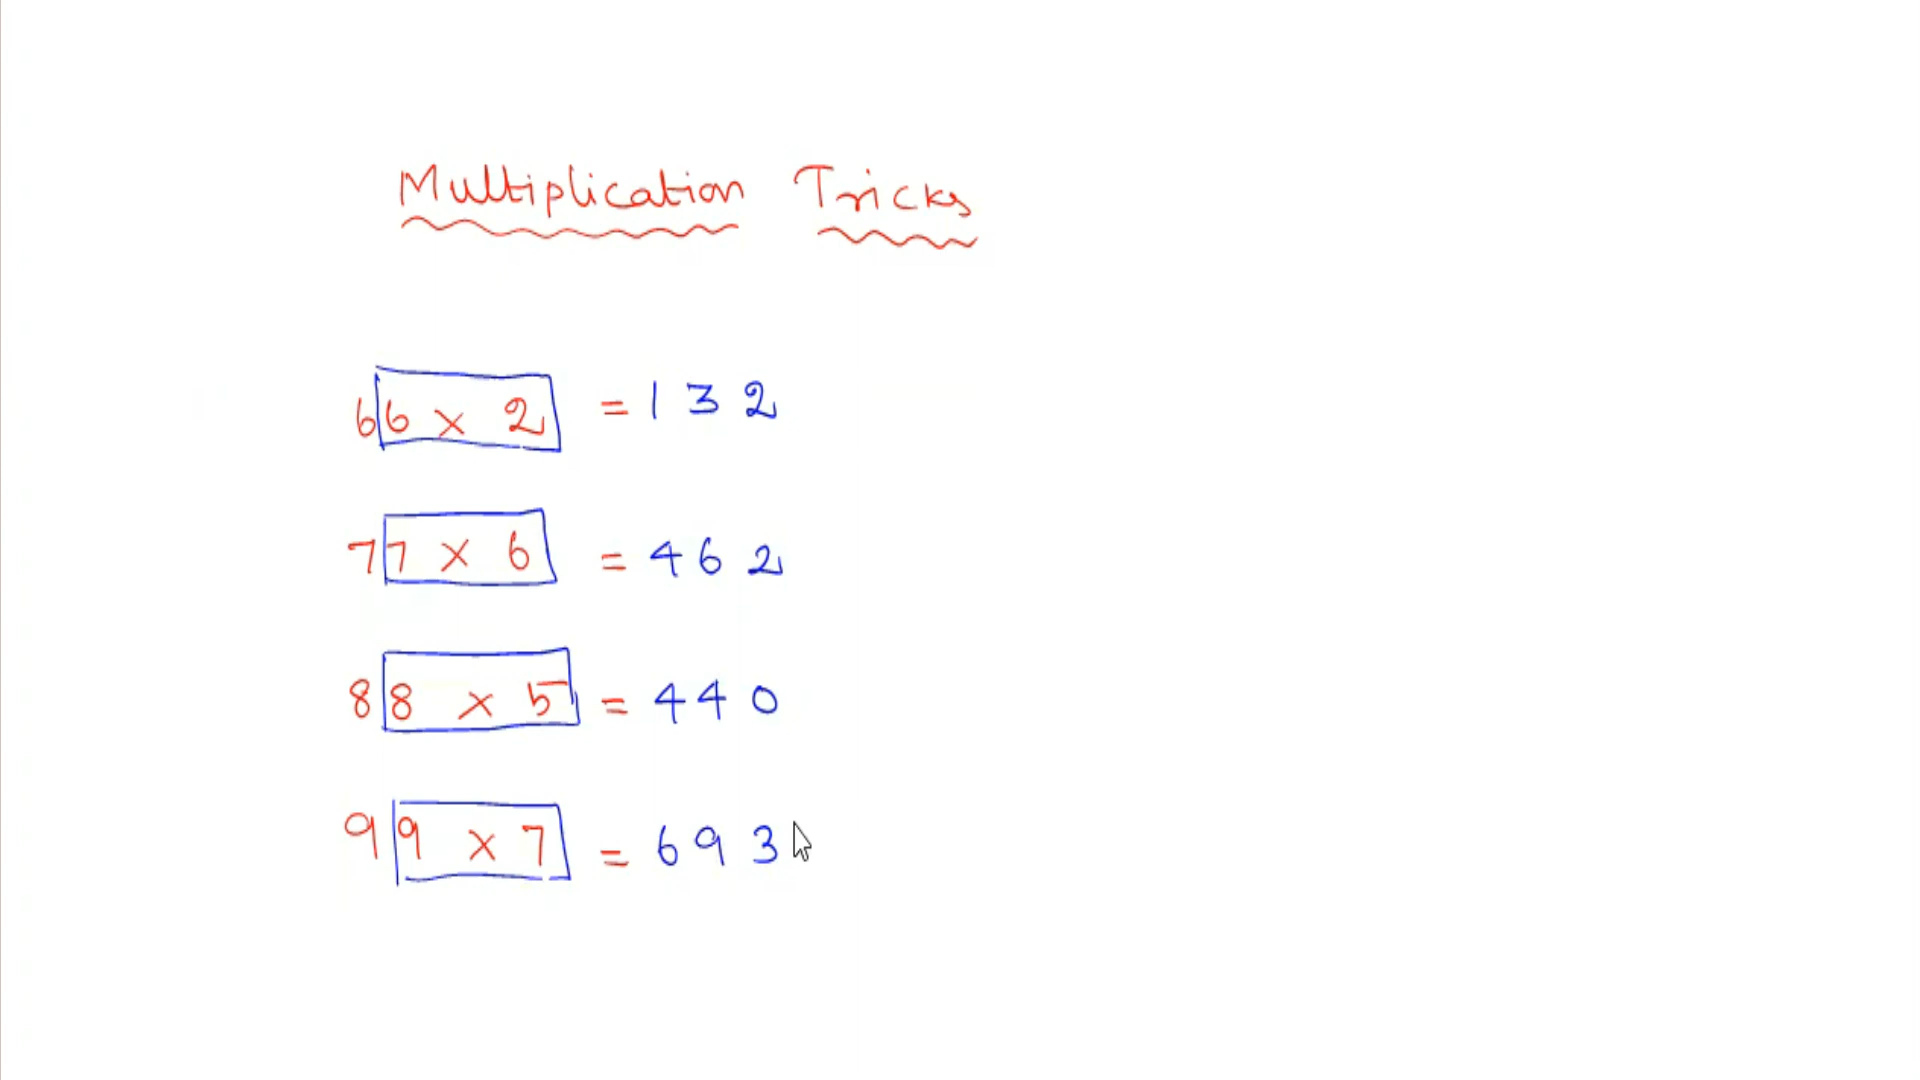 Multiplication Tricks
66 x 2 = 132
77 x 6 = 462
88 x 5 = 440
99 x 7 = 693